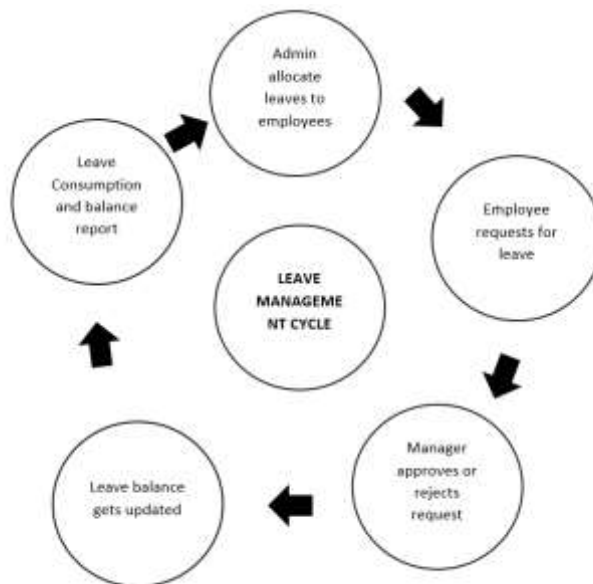 Admin
allocate
leaves to
employees
Employee
requests for
leave
Manager
approves or
rejects
request
Leave balance
gets updated
Leave
Consumption
and balance
report
LEAVE
MANAGEME
NT CYCLE